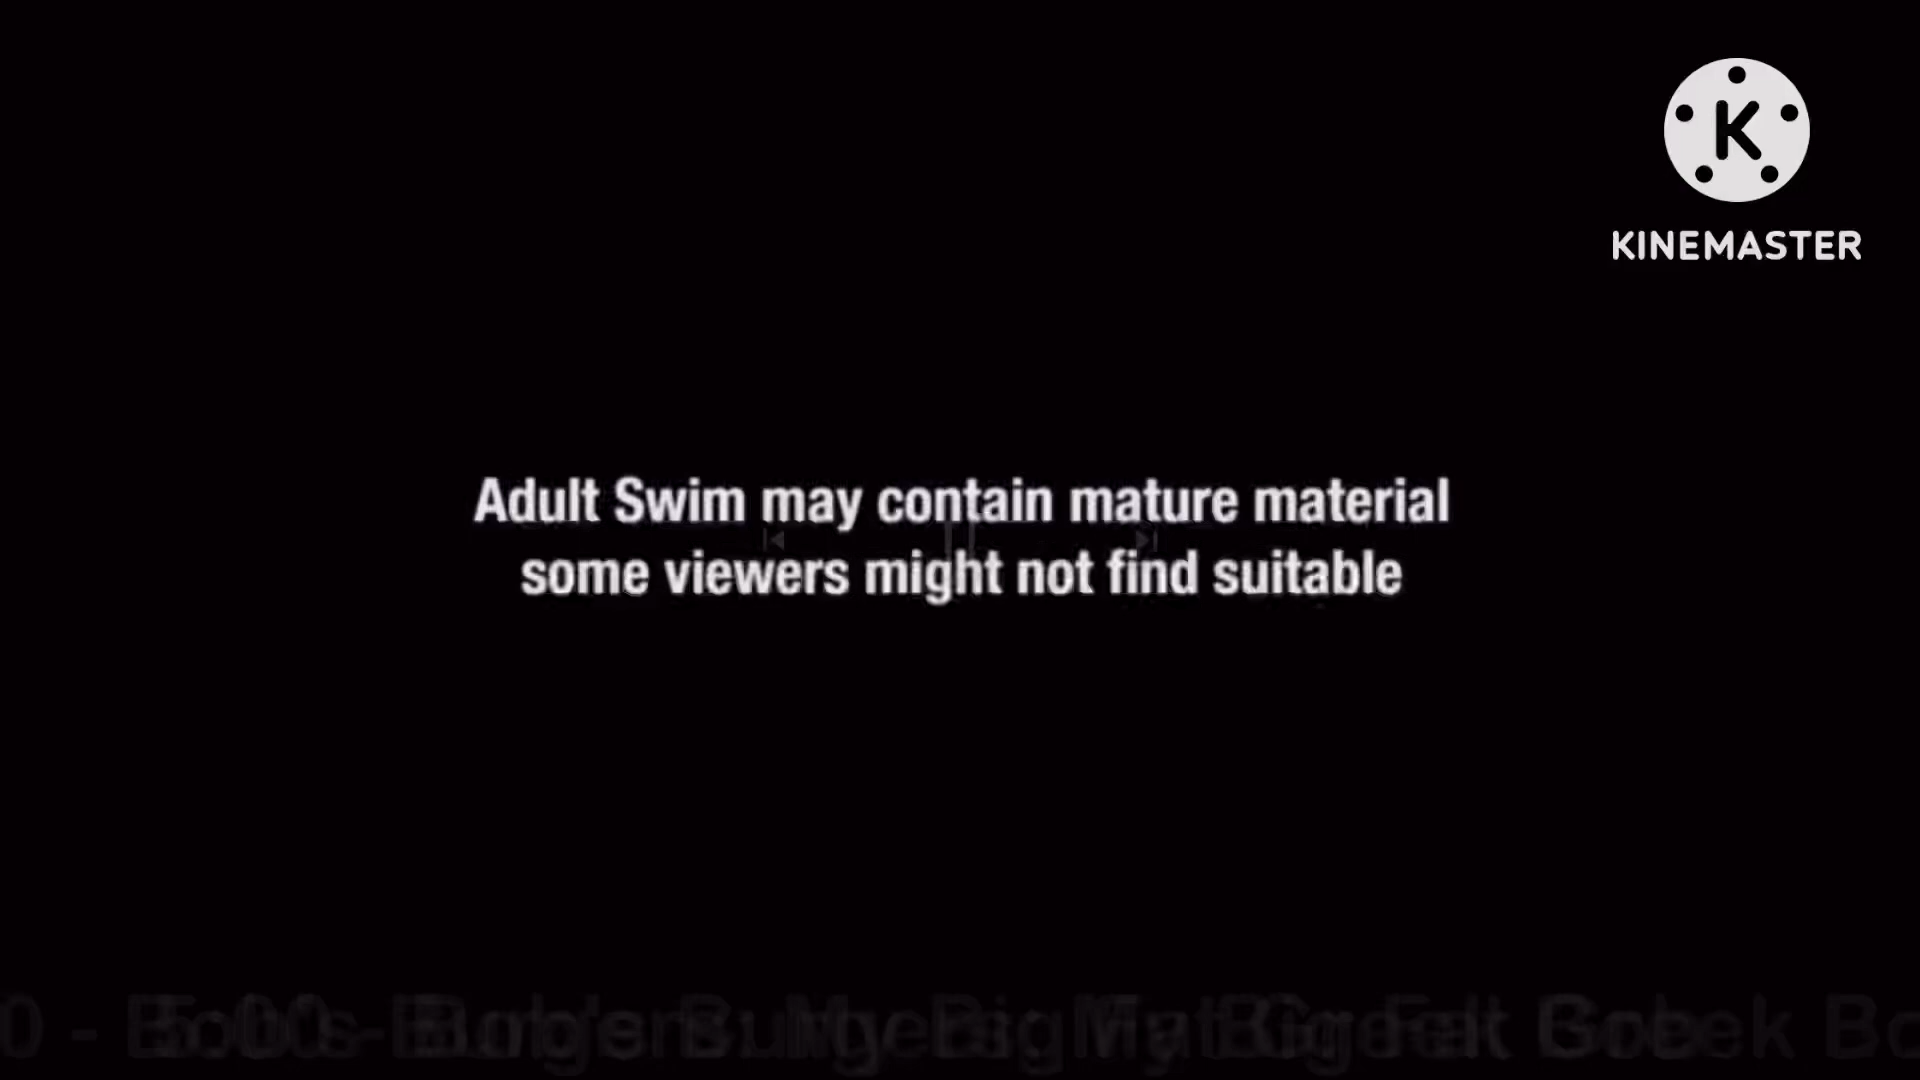 K
KINEMASTER
Adult Swim may contain mature material
some viewers might not find suitable